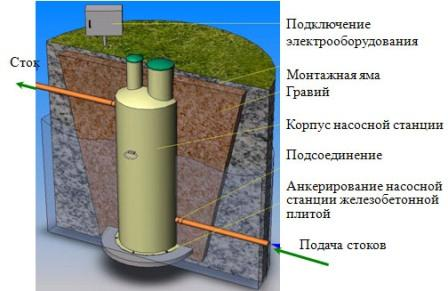 Подключение
электрооборудования
Сток
Монтажная яма
Гравий
Корпус насосной станции
Подсоединение
Анкерирование насосной
станции железобетонной
плитой
Подача стоков